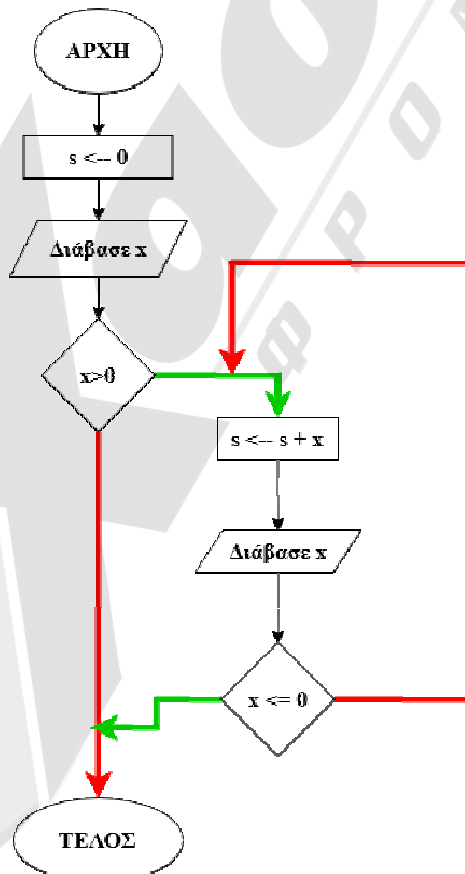 ΑΡΧΗ
s <-- 0
Διάβασε x
x>0
s <-- s + x
Διάβασε x
x <= 0
ΤΕΛΟΣ